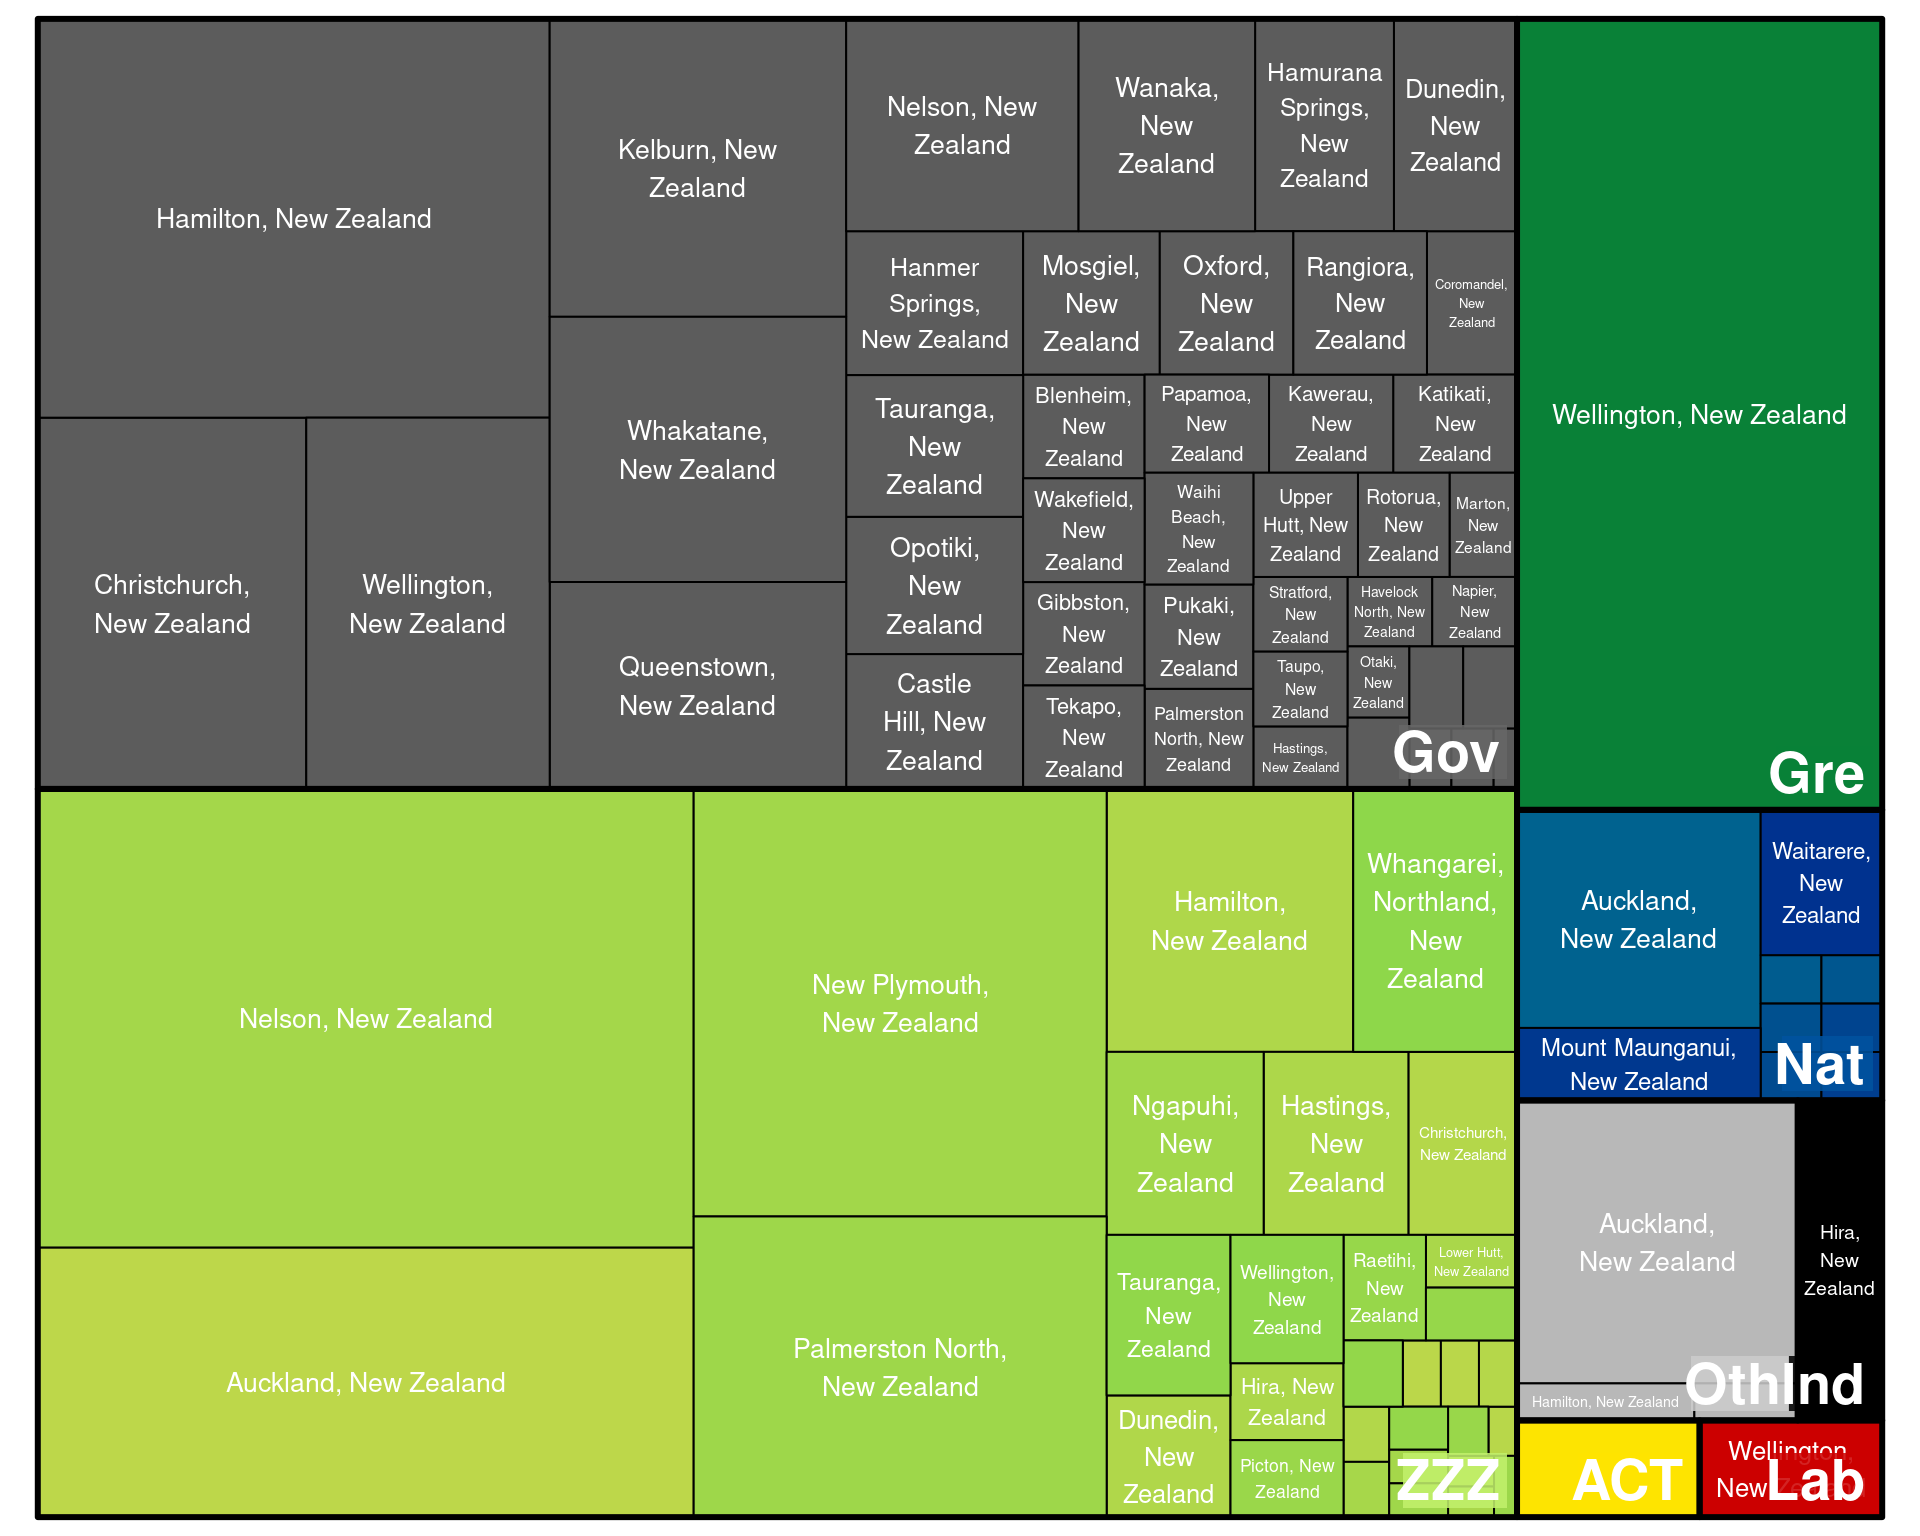 Hamilton, New Zealand
Christchurch,
New Zealand
Wellington,
New Zealand
Kelburn, New
Zealand
Whakatane,
New Zealand
Queenstown,
New Zealand
Nelson, New
Zealand
Wanaka,
New
Zealand
Hamurana
Springs,
New
Zealand
Dunedin,
New
Zealand
Hanmer
Springs,
New Zealand
Mosgiel,
New
Zealand
Oxford,
New
Zealand
Rangiora,
New
Zealand
Coromandel,
New
Zealand
Tauranga,
New
Zealand
Opotiki,
New
Zealand
Castle
Hill, New
Zealand
Blenheim,
New
Zealand
Wakefield,
New
Zealand
Gibbston,
New
Zealand
Tekapo,
New
Zealand
Papamoa,
New
Zealand
Kawerau,
New
Zealand
Katikati,
New
Zealand
Waihi
Beach,
New
Zealand
Pukaki,
New
Zealand
Palmerston
North, New
Zealand
Upper
Hutt, New
Zealand
Rotorua,
New
Zealand
Marton,
New
Zealand
Stratford,
New
Zealand
Taupo,
New
Zealand
Hastings,
New Zealand
Havelock
North, New
Zealand
Napier,
New
Zealand
Otaki,
New
Zealand
Gov
Nelson, New Zealand
Auckland, New Zealand
New Plymouth,
New Zealand
Palmerston North,
New Zealand
Hamilton,
New Zealand
Whangarei,
Northland,
New
Zealand
Ngapuhi,
New
Zealand
Hastings,
New
Zealand
Christchurch,
New Zealand
Tauranga,
New
Zealand
Dunedin,
New
Zealand
Wellington,
New
Zealand
Hira, New
Zealand
Picton, New
Zealand
Raetihi,
New
Zealand
Lower Hutt,
New Zealand
ZZZ
Wellington, New Zealand
Gre
Auckland,
New Zealand
Mount Maunganui,
New Zealand
Waitarere,
New
Zealand
Nat
Auckland,
New Zealand
Hamilton, New Zealand
Oth
Hira,
New
Zealand
Ind
ACT
Wellington,
New Zealand
Lab